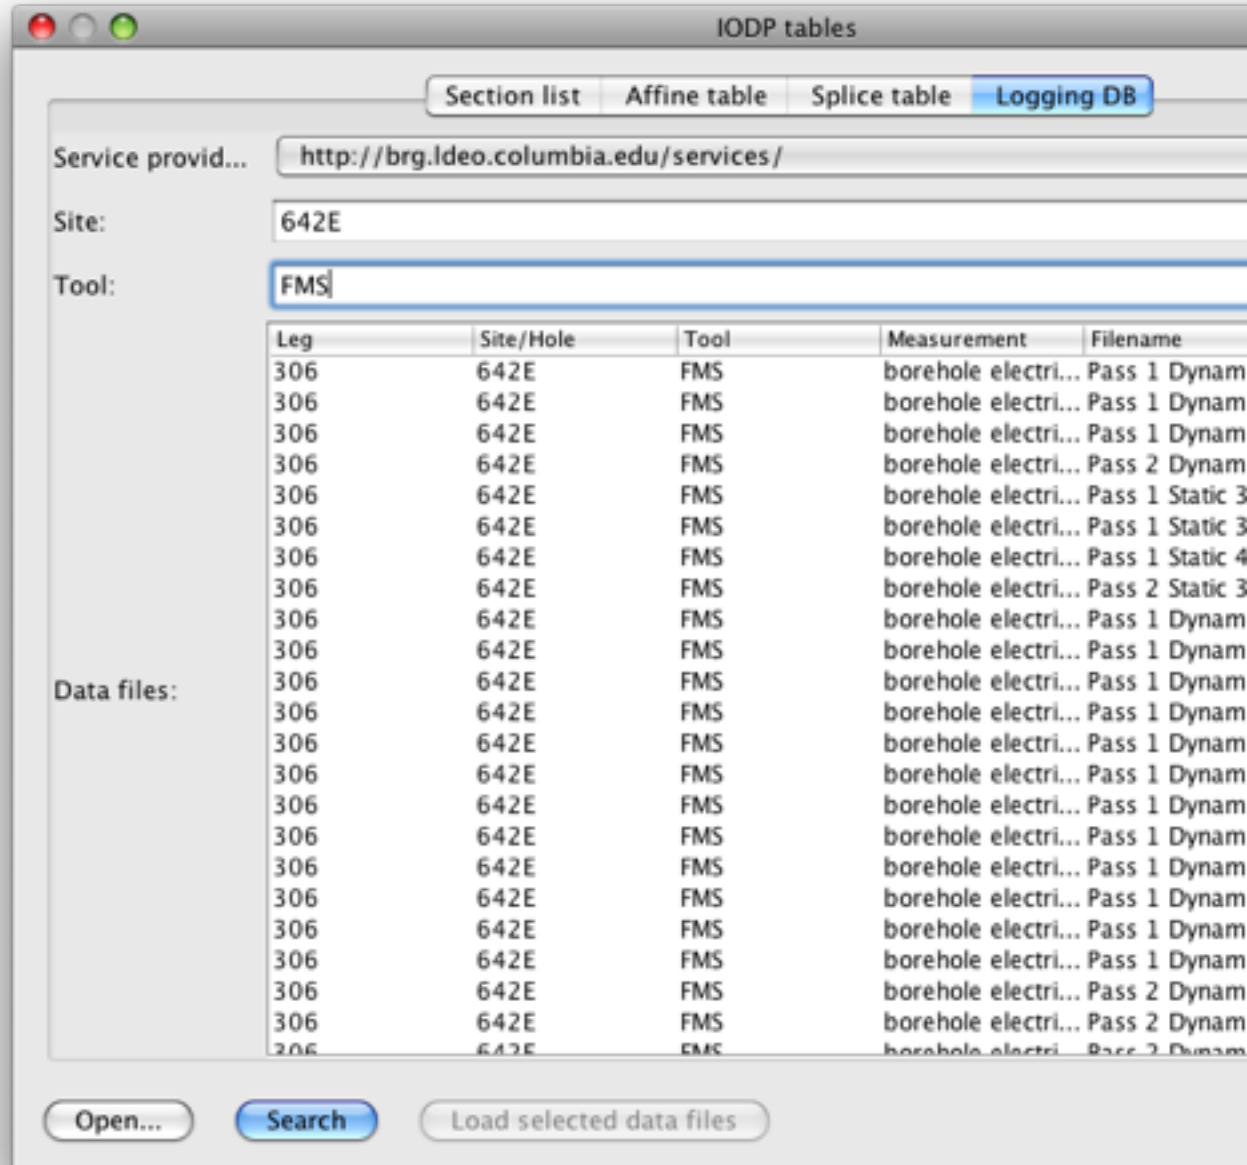 IODP tables
Section list Affine table Splice table Logging DB
Service provid... http://brg.ldeo.columbia.edu/services/
Site: 642E
Tool: FMS
Leg Site/Hole Tool Measurement Filename
306 642E FMS borehole electri... Pass 1 Dynam
306 642E FMS borehole electri... Pass 1 Dynam
306 642E FMS borehole electri... Pass 1 Dynam
306 642E FMS borehole electri... Pass 2 Dynam
306 642E FMS borehole electri... Pass 1 Static 3
306 642E FMS borehole electri... Pass 1 Static 3
306 642E FMS borehole electri... Pass 1 Static 4
306 642E FMS borehole electri... Pass 2 Static 3
306 642E FMS borehole electri... Pass 1 Dynam
306 642E FMS borehole electri... Pass 1 Dynam
Data files: 306 642E FMS borehole electri... Pass 1 Dynam
306 642E FMS borehole electri... Pass 1 Dynam
306 642E FMS borehole electri... Pass 1 Dynam
306 642E FMS borehole electri... Pass 1 Dynam
306 642E FMS borehole electri... Pass 1 Dynam
306 642E FMS borehole electri... Pass 1 Dynam
306 642E FMS borehole electri... Pass 1 Dynam
306 642E FMS borehole electri... Pass 1 Dynam
306 642E FMS borehole electri... Pass 1 Dynam
306 642E FMS borehole electri... Pass 1 Dynam
306 642E FMS borehole electri... Pass 2 Dynam
306 642E FMS borehole electri... Pass 2 Dynam
306 642E FMS borehole electri... Pass 2 Dynam
Open... Search Load selected data files